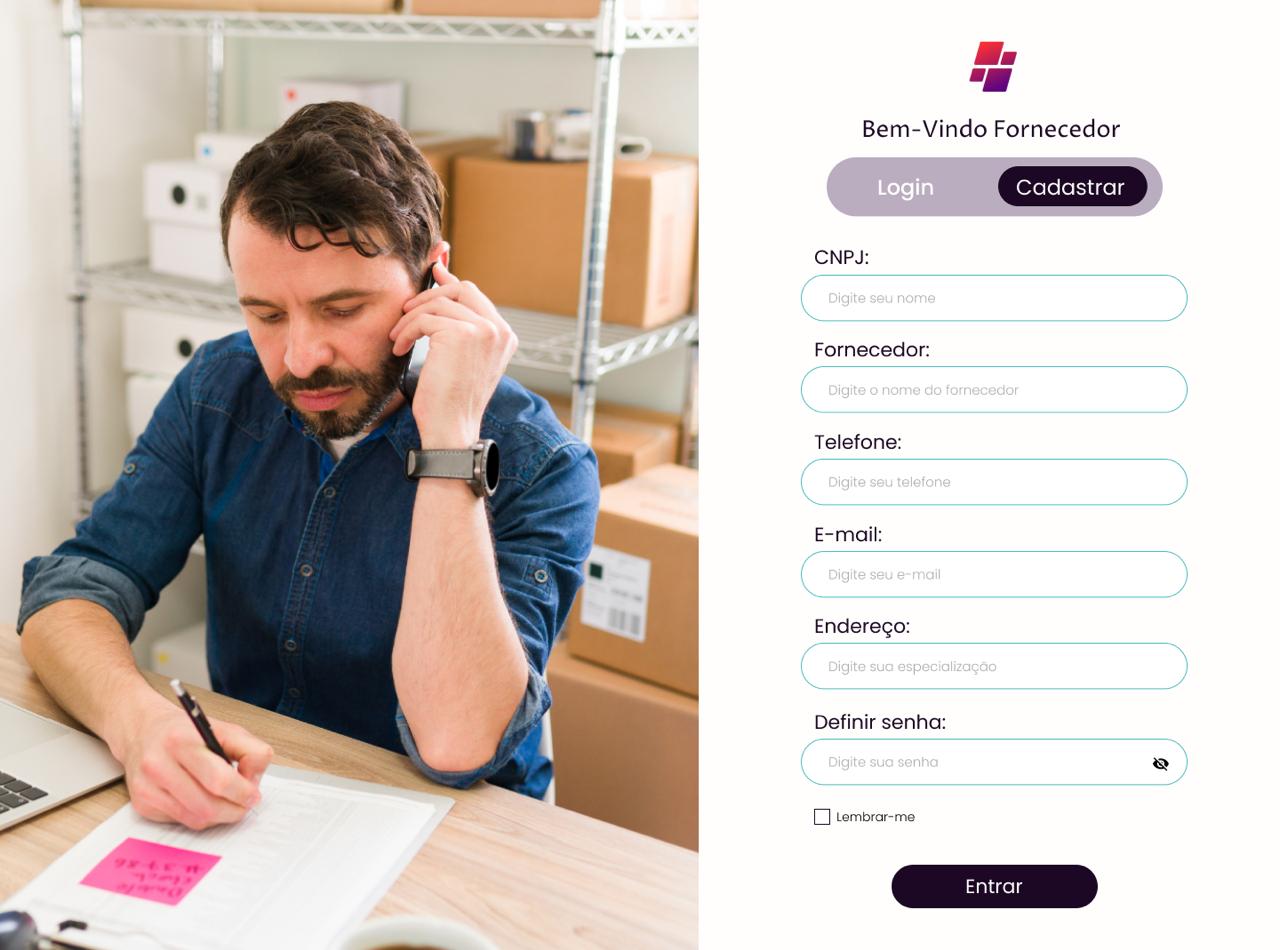 Bem-Vindo Fornecedor
Login
Cadastrar
CNPJ:
Digite seu nome
Fornecedor:
Digite o nome do fornecedor
Telefone:
Digite seu telefone
E-mail:
Digite seu e-mail
Endereço:
Digite sua especialização
Definir senha:
Digite sua senha
Lembrar-me
Entrar